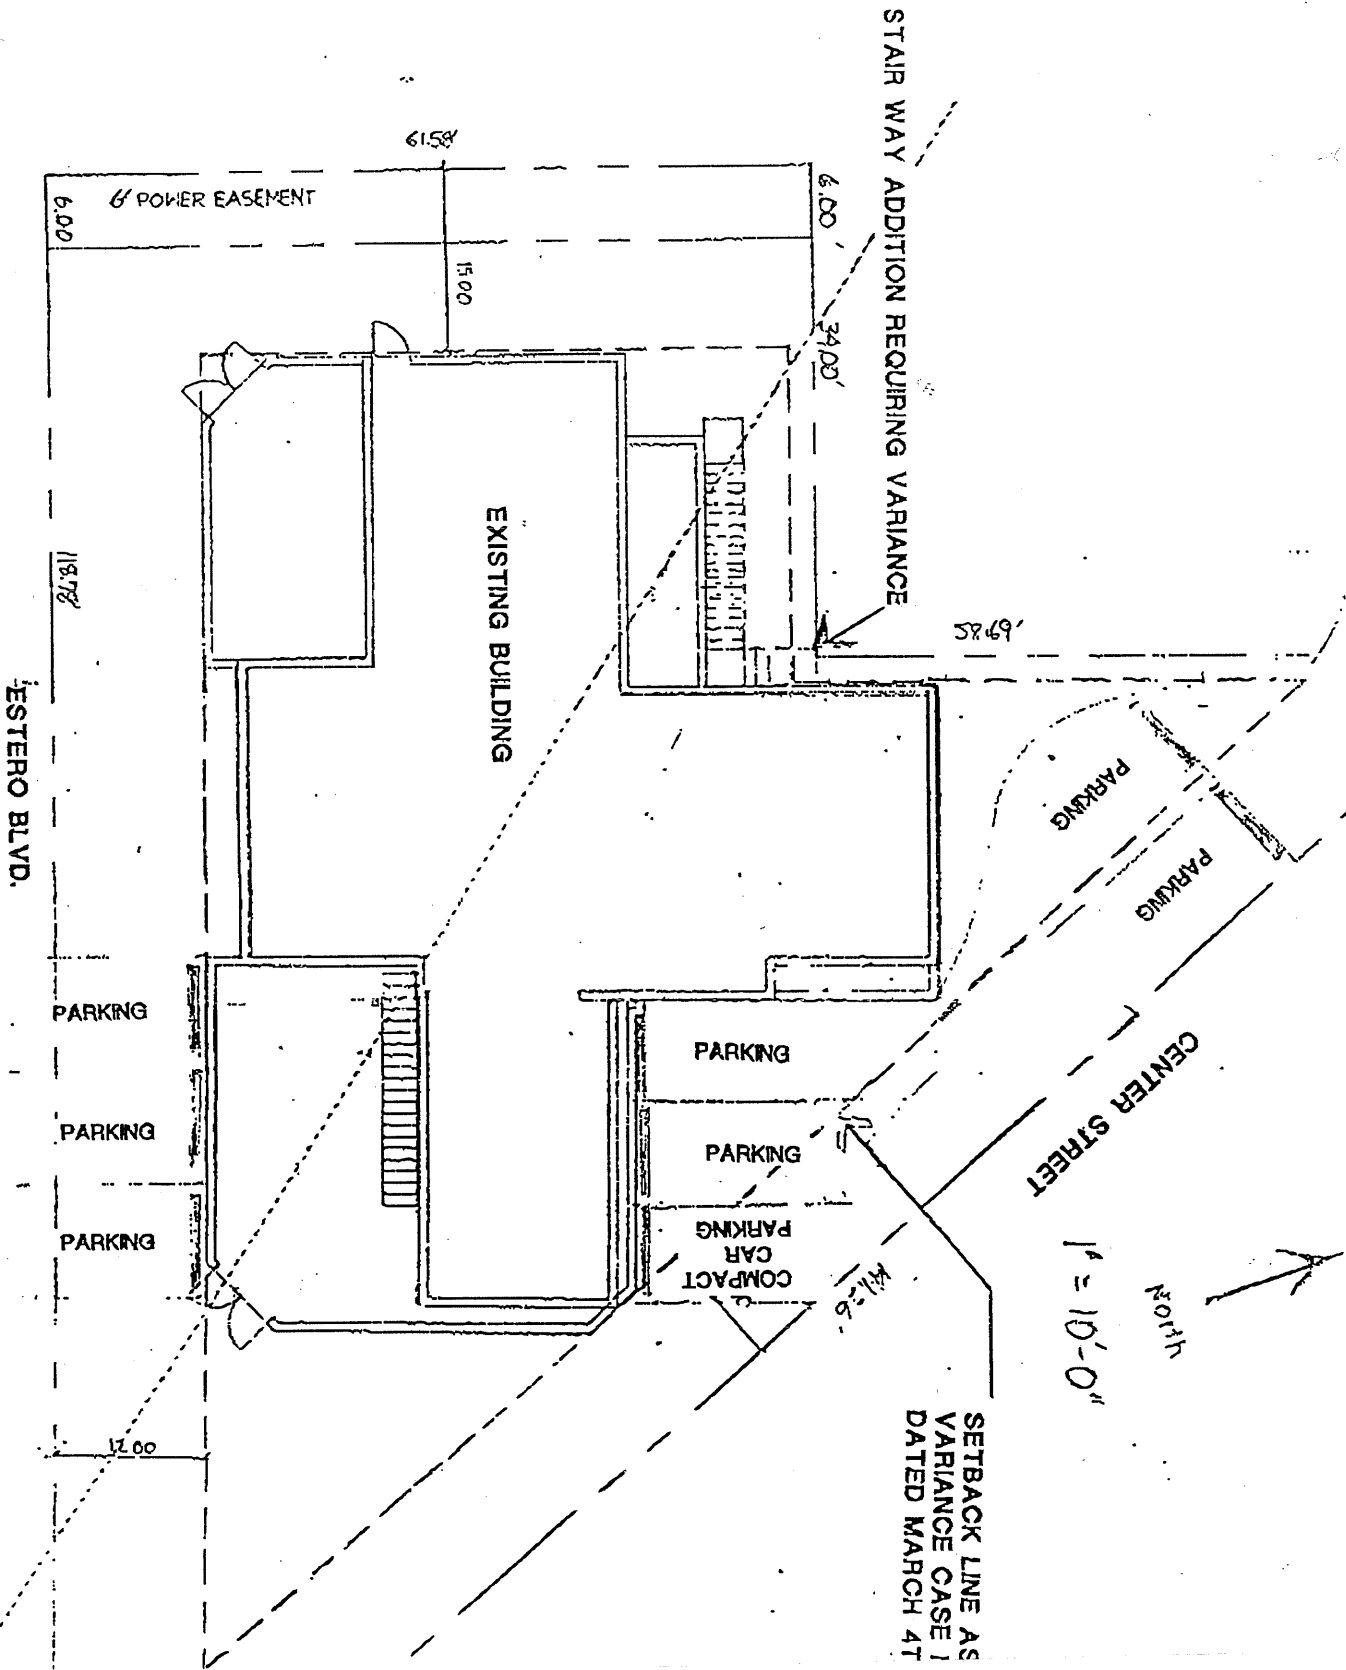 STAIR WAY ADDITION REQUIRING VARIANCE
61.58'
6' POWER EASEMENT
6.00
6.00'
15.00
34.00'
58.69'
118.78'
EXISTING BUILDING
ESTERO BLVD.
PARKING
PARKING
PARKING
PARKING
PARKING
PARKING
PARKING
COMPACT
CAR
PARKING
CENTER STREET
1" = 10'-0"
North
12.00
SETBACK LINE AS
VARIANCE CASE
DATED MARCH 4T